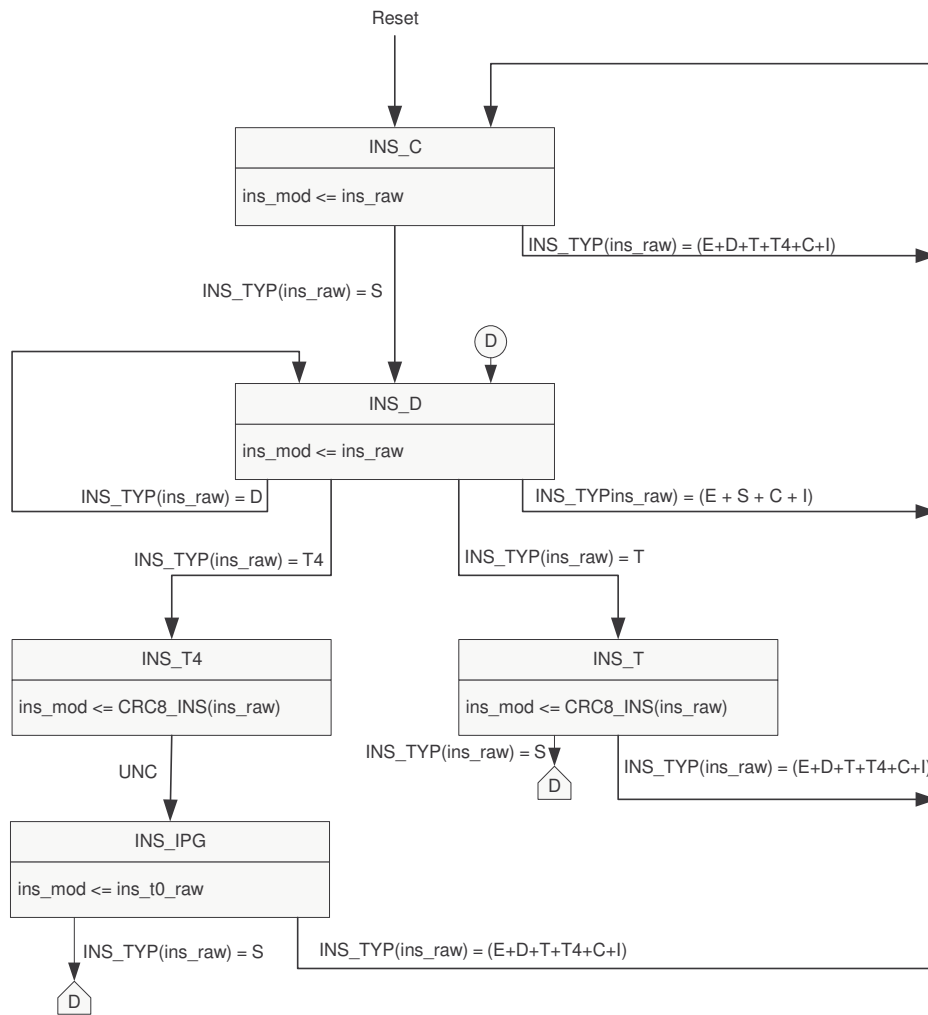 Reset
INS_C
ins_mod <= ins_raw
INS_TYP(ins_raw) = (E+D+T+T4+C+I)
INS_TYP(ins_raw) = S
D
INS_D
ins_mod <= ins_raw
INS_TYP(ins_raw) = D
INS_TYPins_raw) = (E + S + C + I)
INS_TYP(ins_raw) = T4
INS_TYP(ins_raw) = T
INS_T4
ins_mod <= CRC8_INS(ins_raw)
INS_T
ins_mod <= CRC8_INS(ins_raw)
UNC
INS_TYP(ins_raw) = S
D
INS_TYP(ins_raw) = (E+D+T+T4+C+I)
INS_IPG
ins_mod <= ins_t0_raw
INS_TYP(ins_raw) = S
INS_TYP(ins_raw) = (E+D+T+T4+C+I)
D